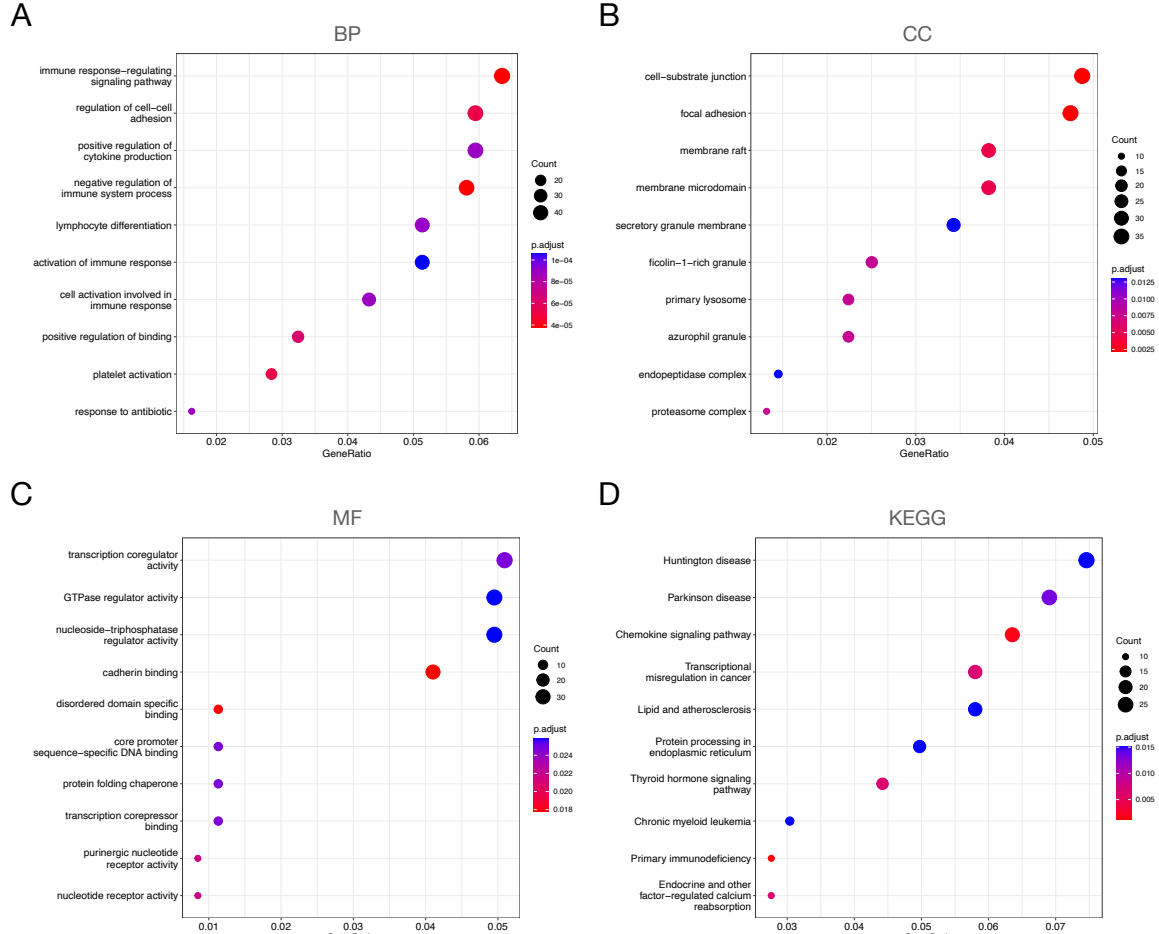 A
BP
immune response−regulating
signaling pathway
regulation of cell−cell
adhesion
positive regulation of
cytokine production
negative regulation of
immune system process
lymphocyte differentiation
activation of immune response
cell activation involved in
immune response
positive regulation of binding
platelet activation
response to antibiotic
0.02 0.03 0.04 0.05 0.06
GeneRatio
Count
20
30
40
p.adjust
1e−04
8e−05
6e−05
4e−05
B
CC
cell−substrate junction
focal adhesion
membrane raft
membrane microdomain
secretory granule membrane
ficolin−1−rich granule
primary lysosome
azurophil granule
endopeptidase complex
proteasome complex
0.02 0.03 0.04 0.05
GeneRatio
Count
10
15
20
25
30
35
p.adjust
0.0125
0.0100
0.0075
0.0050
0.0025
C
MF
transcription coregulator
activity
GTPase regulator activity
nucleoside−triphosphatase
regulator activity
cadherin binding
disordered domain specific
binding
core promoter
sequence−specific DNA binding
protein folding chaperone
transcription corepressor
binding
purinergic nucleotide
receptor activity
nucleotide receptor activity
0.01 0.02 0.03 0.04 0.05
Count
10
20
30
p.adjust
0.024
0.022
0.020
0.018
D
KEGG
Huntington disease
Parkinson disease
Chemokine signaling pathway
Transcriptional
misregulation in cancer
Lipid and atherosclerosis
Protein processing in
endoplasmic reticulum
Thyroid hormone signaling
pathway
Chronic myeloid leukemia
Primary immunodeficiency
Endocrine and other
factor−regulated calcium
reabsorption
0.03 0.04 0.05 0.06 0.07
Count
10
15
20
25
p.adjust
0.015
0.010
0.005